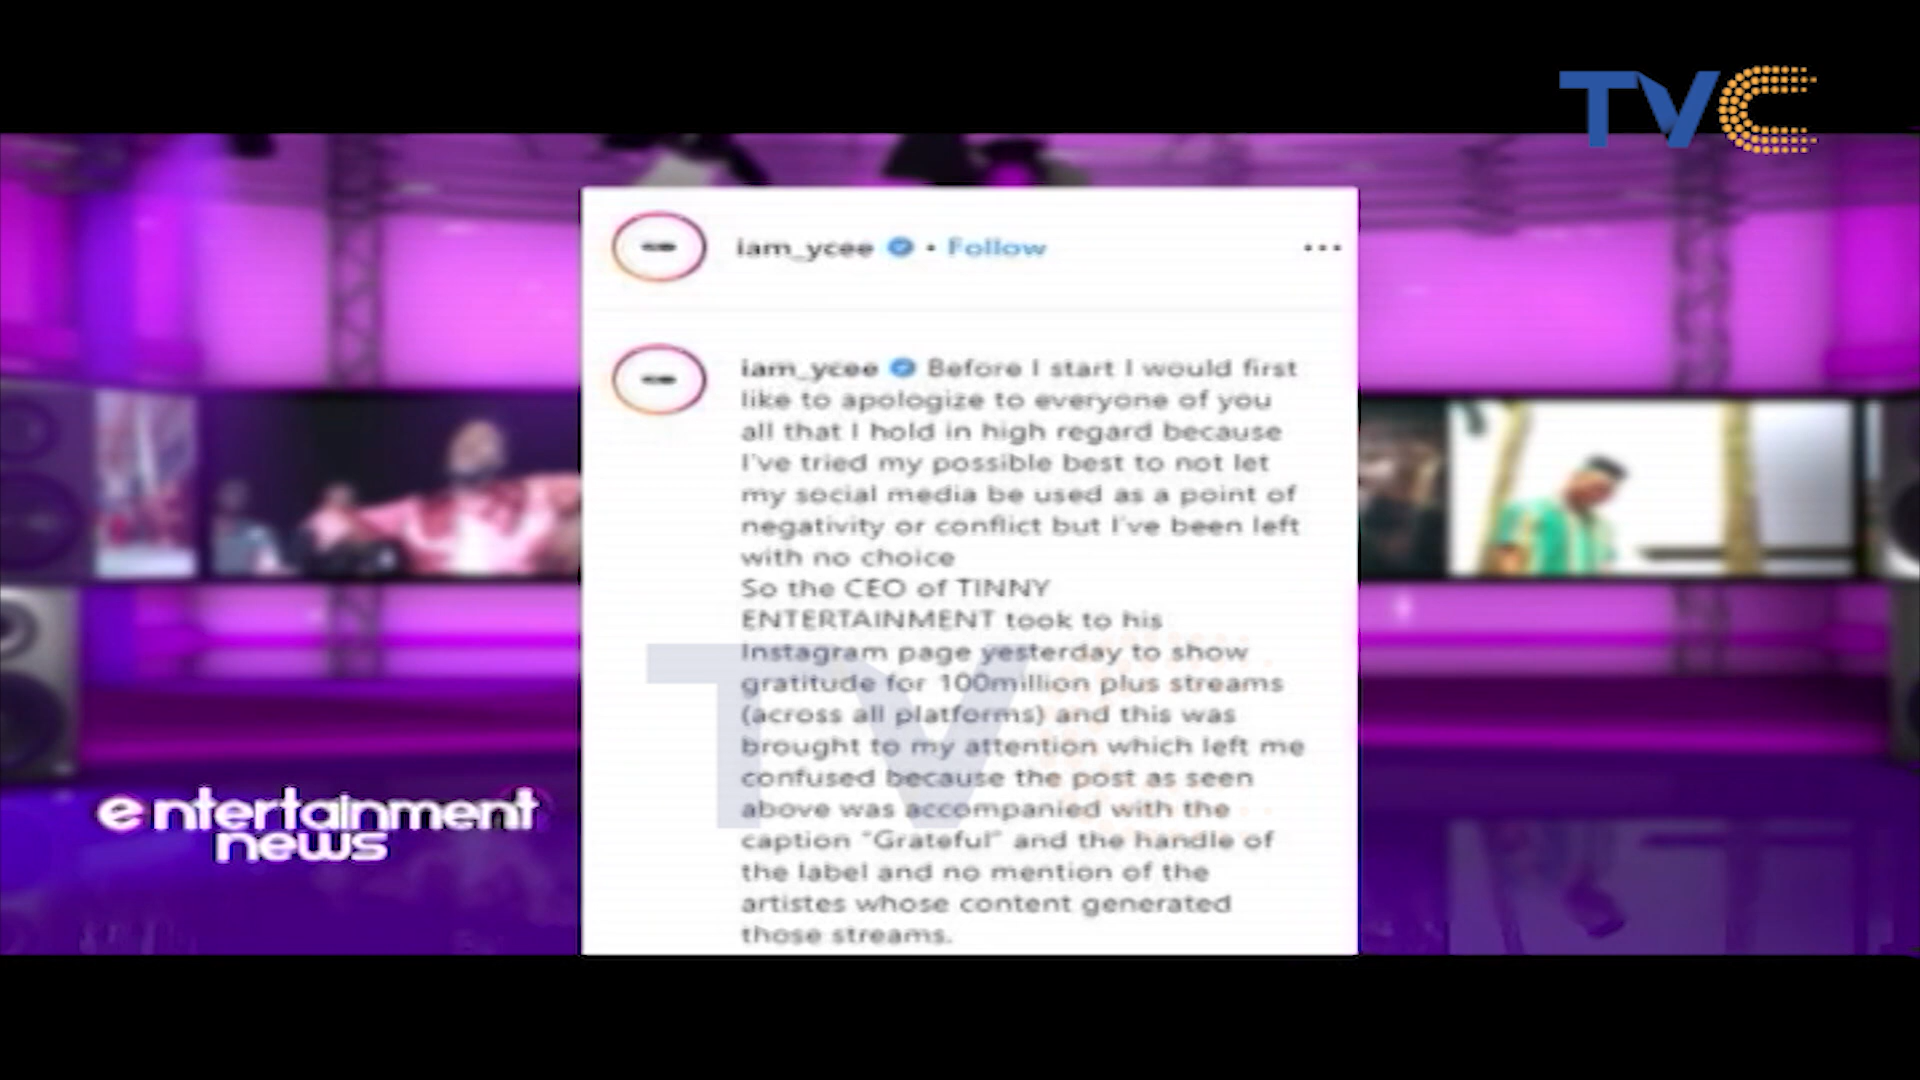 TVC
iam_ycee • Follow ...
iam_ycee Before I start I would first
like to apologize to everyone of you
all that I hold in high regard because
I've tried my possible best to not let
my social media be used as a point of
negativity or conflict but I've been left
with no choice
So the CEO of TINNY
ENTERTAINMENT took to his
Instagram page yesterday to show
gratitude for 100million plus streams
(across all platforms) and this was
brought to my attention which left me
confused because the post as seen
above was accompanied with the
caption "Grateful" and the handle of
the label and no mention of the
artistes whose content generated
those streams.
TVC
entertainment
news